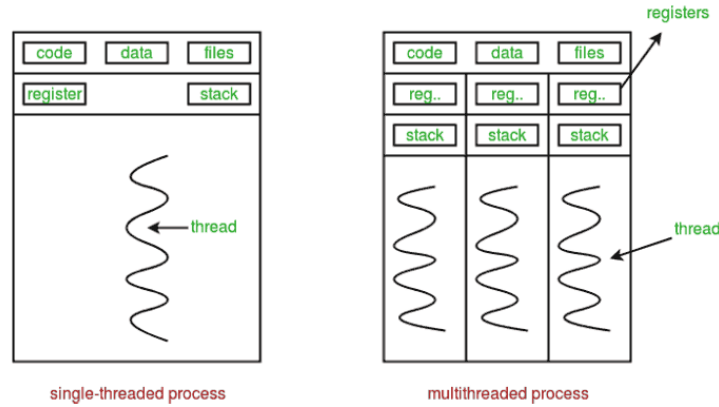 registers
code data files
code data files
register stack
reg.. reg.. reg..
stack stack stack
thread
thread
single-threaded process
multithreaded process